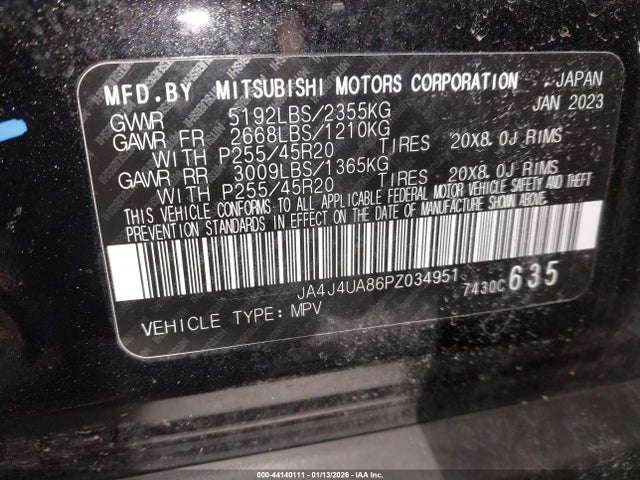 MFD.BY MITSUBISHI MOTORS CORPORATION JAPAN
GVWR 5192LBS/2355KG JAN 2023
GAWR FR 2668LBS/1210KG
WITH P255/45R20 TIRES 20X8.0J RIMS
GAWR RR 3009LBS/1365KG
WITH P255/45R20 TIRES 20X8.0J RIMS
THIS VEHICLE CONFORMS TO ALL APPLICABLE FEDERAL MOTOR VEHICLE SAFETY AND THEFT
PREVENTION STANDARDS IN EFFECT ON THE DATE OF MANUFACTURE SHOWN ABOVE.
JA4J4UA86PZ034951
7430C635
VEHICLE TYPE: MPV
000-44140111 - 01/13/2026 - IAA Inc.